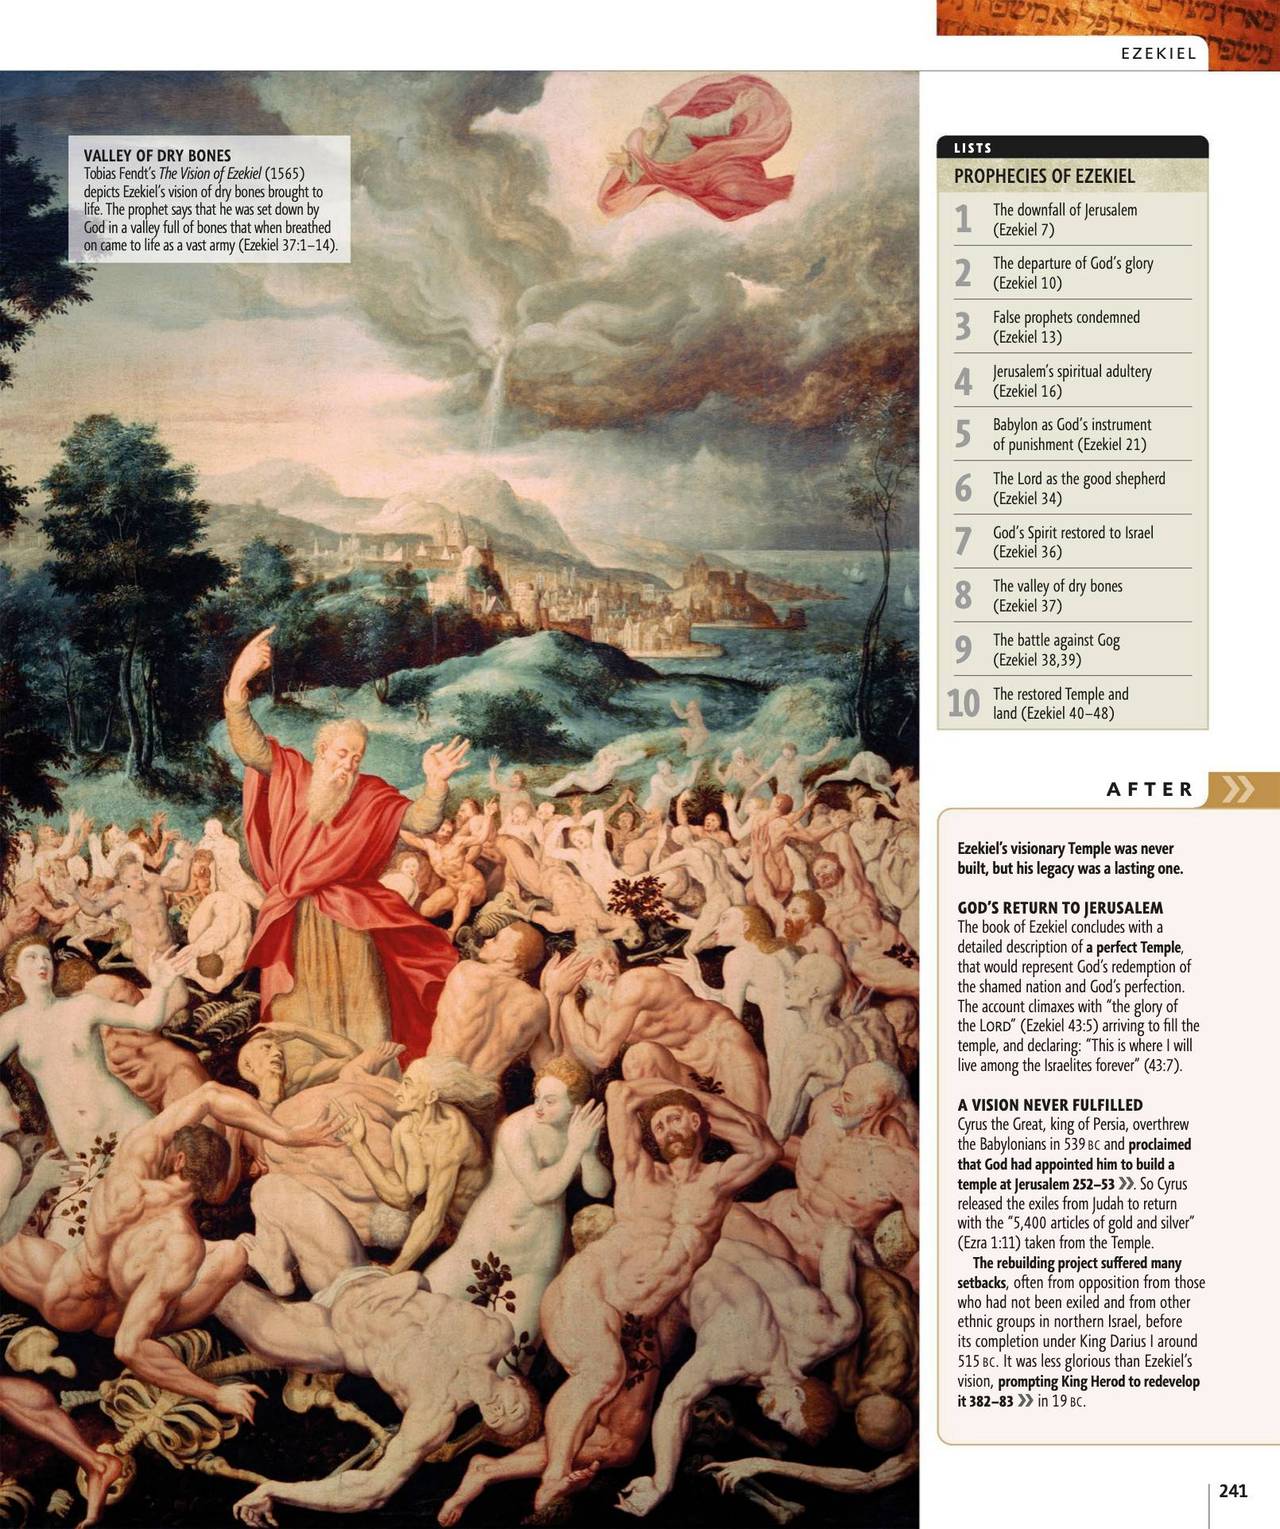 EZEKIEL
VALLEY OF DRY BONES
Tobias Fendt's The Vision of Ezekiel (1565)
depicts Ezekiel's vision of dry bones brought to
life. The prophet says that he was set down by
God in a valley full of bones that when breathed
on came to life as a vast army (Ezekiel 37:1–14).
LISTS
PROPHECIES OF EZEKIEL
1 The downfall of Jerusalem
(Ezekiel 7)
2 The departure of God's glory
(Ezekiel 10)
3 False prophets condemned
(Ezekiel 13)
4 Jerusalem's spiritual adultery
(Ezekiel 16)
5 Babylon as God's instrument
of punishment (Ezekiel 21)
6 The Lord as the good shepherd
(Ezekiel 34)
7 God's Spirit restored to Israel
(Ezekiel 36)
8 The valley of dry bones
(Ezekiel 37)
9 The battle against Gog
(Ezekiel 38,39)
10 The restored Temple and
land (Ezekiel 40–48)
AFTER »
Ezekiel's visionary Temple was never
built, but his legacy was a lasting one.
GOD'S RETURN TO JERUSALEM
The book of Ezekiel concludes with a
detailed description of a perfect Temple,
that would represent God's redemption of
the shamed nation and God's perfection.
The account climaxes with "the glory of
the LORD" (Ezekiel 43:5) arriving to fill the
temple, and declaring: "This is where I will
live among the Israelites forever" (43:7).
A VISION NEVER FULFILLED
Cyrus the Great, king of Persia, overthrew
the Babylonians in 539 BC and proclaimed
that God had appointed him to build a
temple at Jerusalem 252–53 ». So Cyrus
released the exiles from Judah to return
with the "5,400 articles of gold and silver"
(Ezra 1:11) taken from the Temple.
The rebuilding project suffered many
setbacks, often from opposition from those
who had not been exiled and from other
ethnic groups in northern Israel, before
its completion under King Darius I around
515 BC. It was less glorious than Ezekiel's
vision, prompting King Herod to redevelop
it 382–83 » in 19 BC.
241